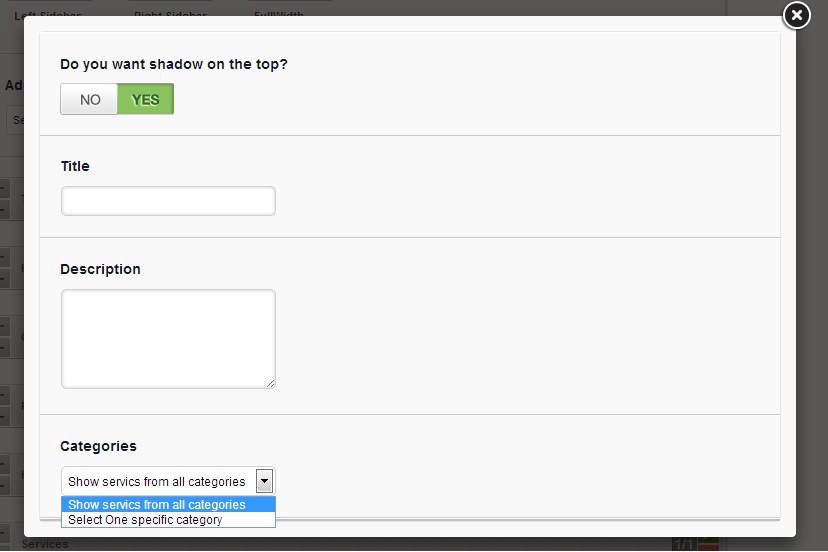 Left Sidebar Right Sidebar FullWidth
Do you want shadow on the top?
NO YES
Title
Description
Categories
Show servics from all categories
Show servics from all categories
Select One specific category
Services 1/1